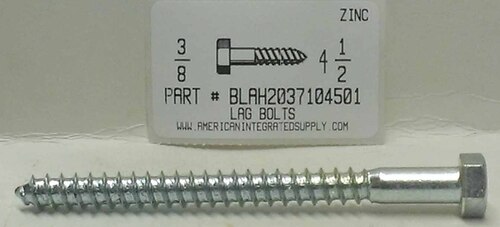 ZINC
3/8 4 1/2
PART # BLAH2037104501
LAG BOLTS
WWW.AMERICANINTEGRATEDSUPPLY.COM